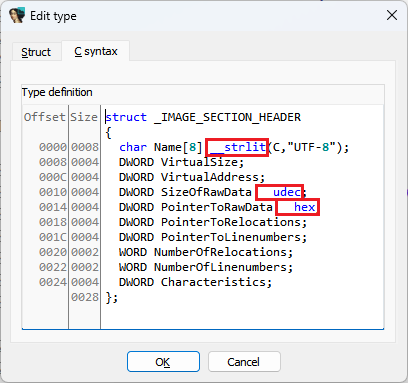 Edit type
Struct C syntax
Type definition
Offset Size struct _IMAGE_SECTION_HEADER
{
0000 0008 char Name[8] __strlit(C,"UTF-8");
0008 0004 DWORD VirtualSize;
000C 0004 DWORD VirtualAddress;
0010 0004 DWORD SizeOfRawData __udec;
0014 0004 DWORD PointerToRawData __hex
0018 0004 DWORD PointerToRelocations;
001C 0004 DWORD PointerToLinenumbers;
0020 0002 WORD NumberOfRelocations;
0022 0002 WORD NumberOfLinenumbers;
0024 0004 DWORD Characteristics;
0028 };
OK Cancel